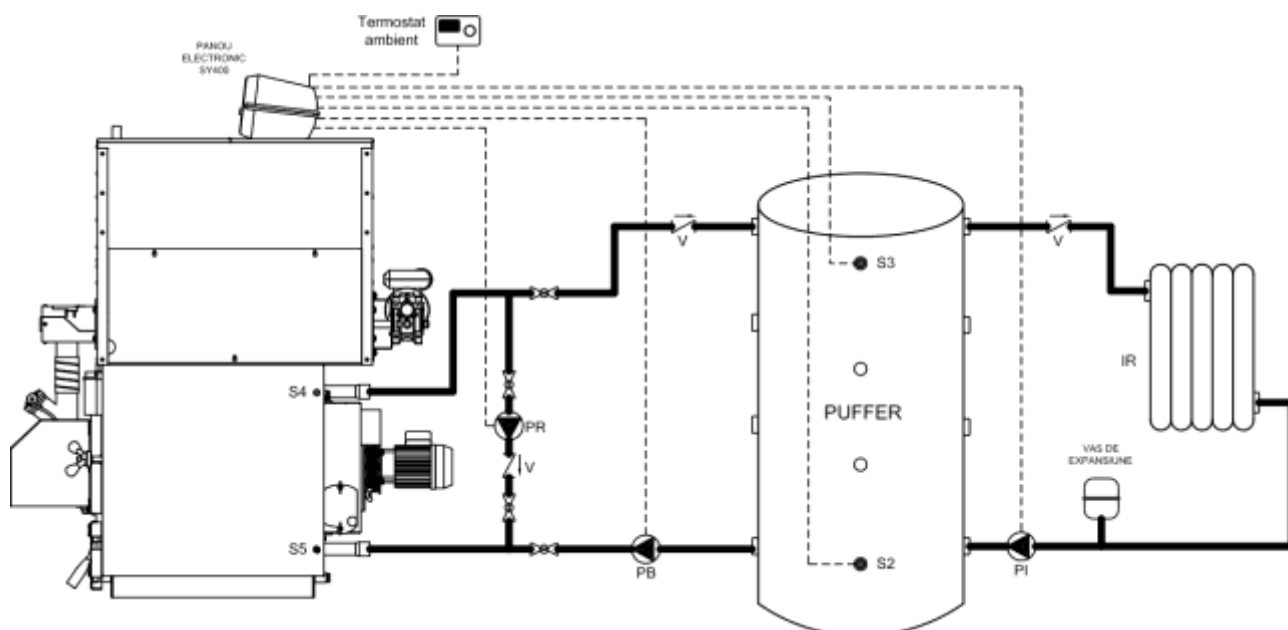 Termostat
ambient
PANOU
ELECTRONIC
SY400
V
V
S3
S4
IR
PUFFER
PR
V
VAS DE
EXPANSIUNE
S5
PB
S2
PI